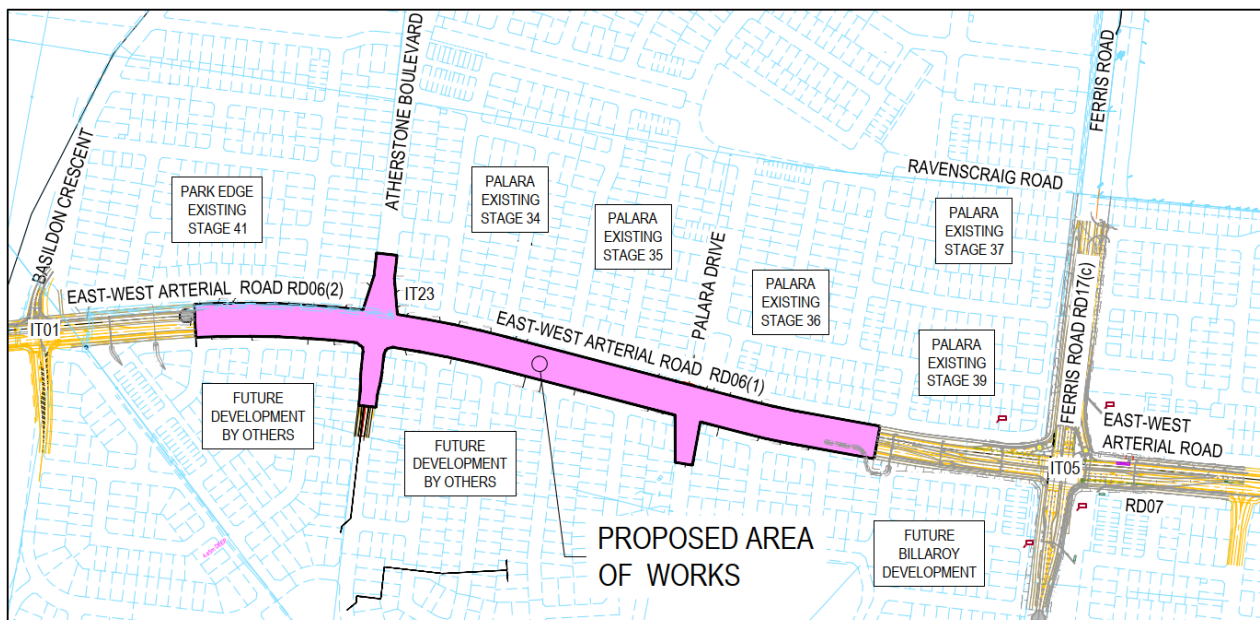 FERRIS ROAD
ATHERSTONE BOULEVARD
BASILDON CRESCENT
RAVENSCRAIG ROAD
PARK EDGE
EXISTING
STAGE 41
PALARA
EXISTING
STAGE 34
PALARA
EXISTING
STAGE 35
PALARA DRIVE
PALARA
EXISTING
STAGE 36
PALARA
EXISTING
STAGE 37
PALARA
EXISTING
STAGE 39
FERRIS ROAD RD17(c)
EAST-WEST ARTERIAL ROAD RD06(2)
IT23
IT01
EAST-WEST ARTERIAL ROAD RD06(1)
EAST-WEST
ARTERIAL ROAD
IT05
RD07
FUTURE
DEVELOPMENT
BY OTHERS
FUTURE
DEVELOPMENT
BY OTHERS
PROPOSED AREA
OF WORKS
FUTURE
BILLAROY
DEVELOPMENT